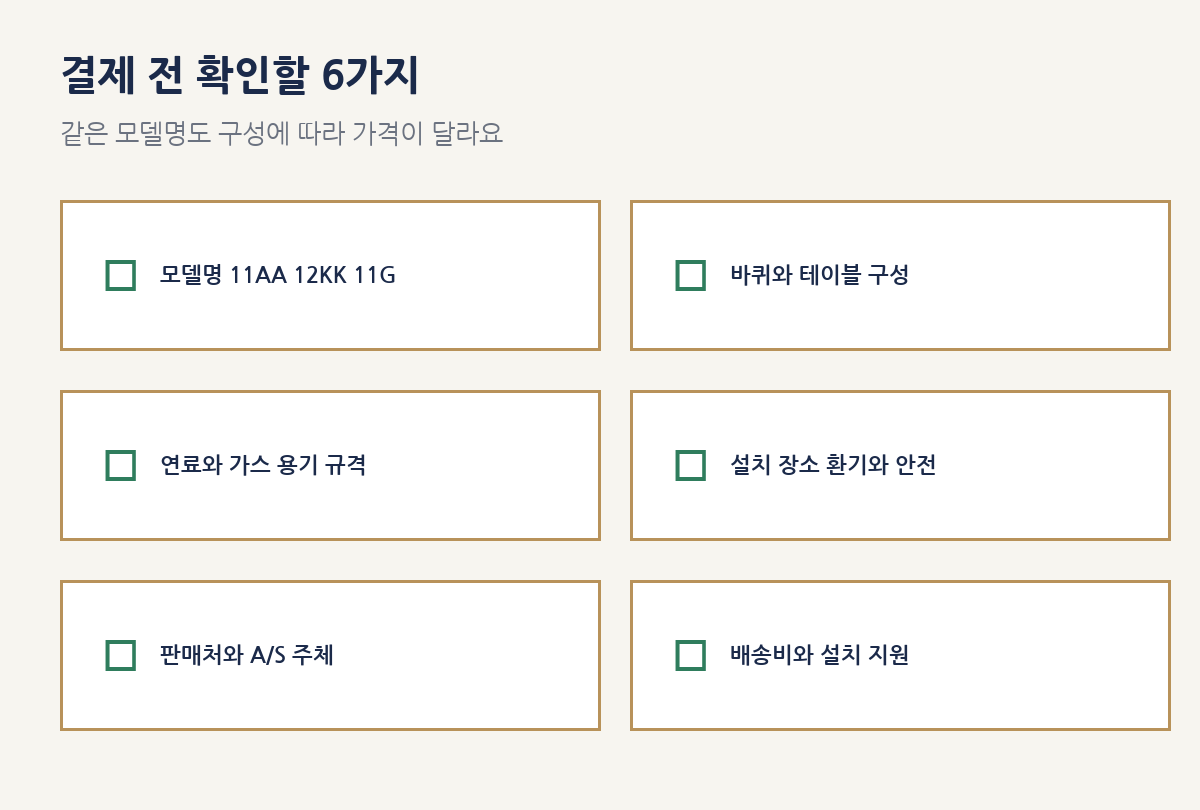 결제 전 확인할 6가지
같은 모델명도 구성에 따라 가격이 달라요
모델명 11AA 12KK 11G
바퀴와 테이블 구성
연료와 가스 용기 규격
설치 장소 환기와 안전
판매처와 A/S 주체
배송비와 설치 지원